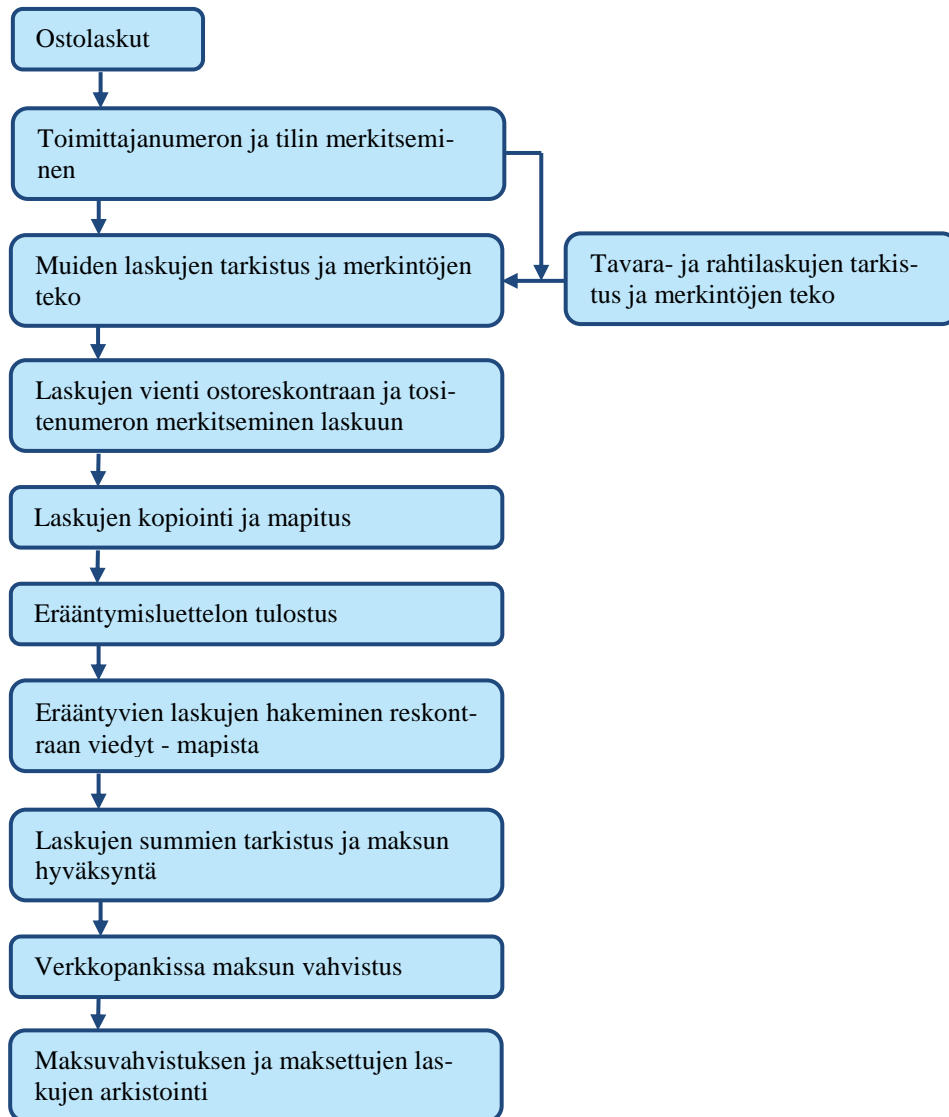 Ostolaskut
Toimittajanumeron ja tilin merkitsemi-
nen
Muiden laskujen tarkistus ja merkintöjen
teko
Tavara- ja rahtilaskujen tarkis-
tus ja merkintöjen teko
Laskujen vienti ostoreskontraan ja tosi-
tenumeron merkitseminen laskuun
Laskujen kopiointi ja mapitus
Erääntymisluettelon tulostus
Erääntyvien laskujen hakeminen reskont-
raan viedyt - mapista
Laskujen summien tarkistus ja maksun
hyväksyntä
Verkkopankissa maksun vahvistus
Maksuvahvistuksen ja maksettujen las-
kujen arkistointi